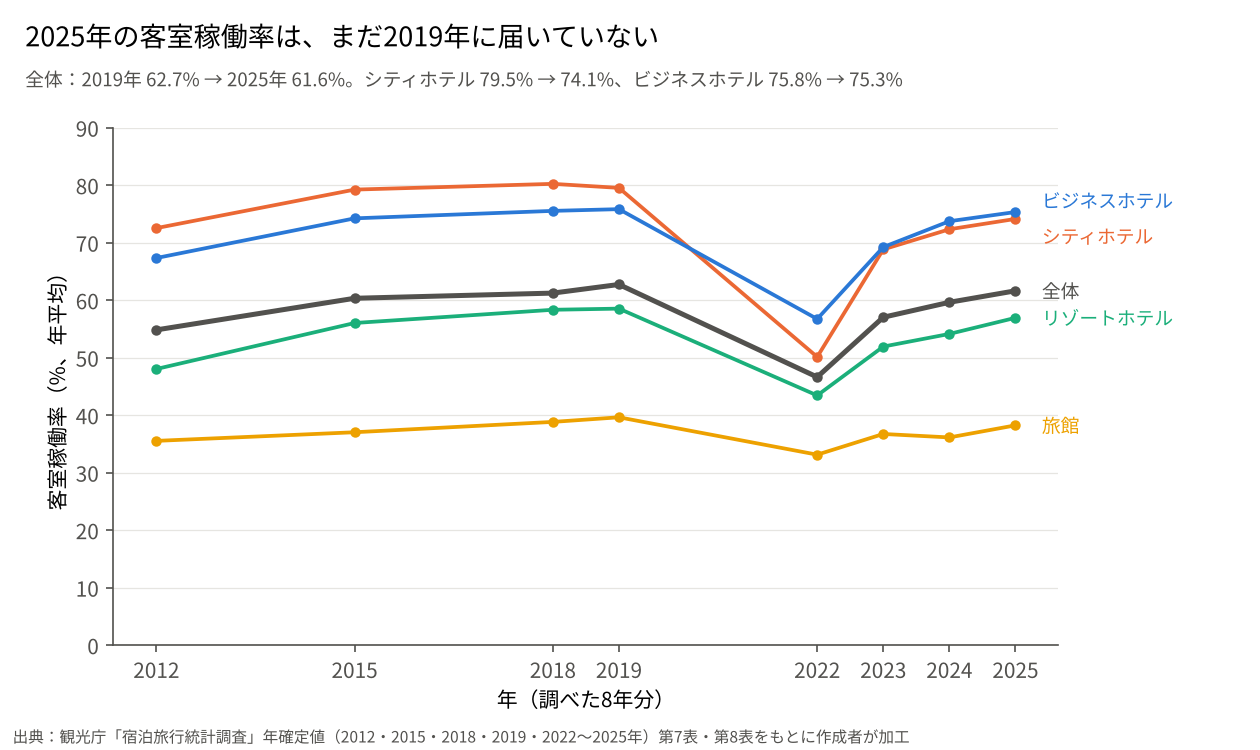 2025年の客室稼働率は、まだ2019年に届いていない
全体：2019年 62.7% → 2025年 61.6%。シティホテル 79.5% → 74.1%、ビジネスホテル 75.8% → 75.3%
客室稼働率（%、年平均）
90
80
70
60
50
40
30
20
10
0
ビジネスホテル
シティホテル
全体
リゾートホテル
旅館
2012 2015 2018 2019 2022 2023 2024 2025
年（調べた8年分）
出典：観光庁「宿泊旅行統計調査」年確定値（2012・2015・2018・2019・2022～2025年）第7表・第8表をもとに作成者が加工